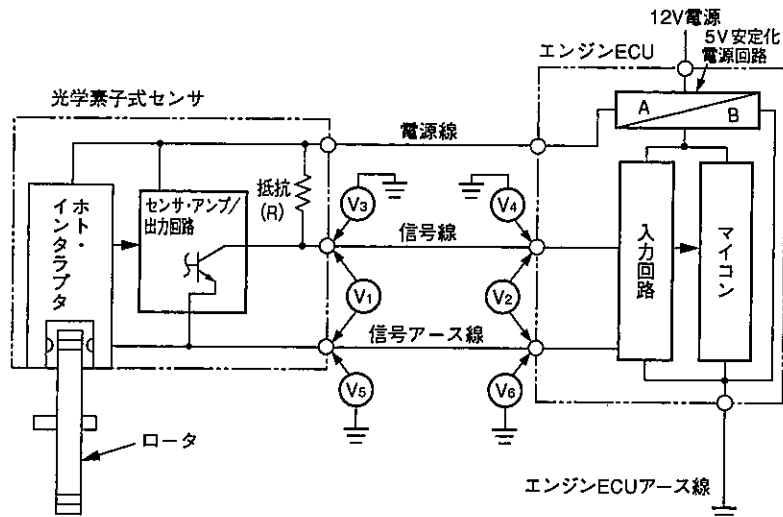 12V電源
5V安定化
電源回路
エンジンECU
光学素子式センサ
電源線
A
B
抵抗
(R)
センサ・アンプ/
出力回路
ホト・
インタラプタ
V3
V4
信号線
入力回路
マイコン
V1
V2
信号アース線
V5
V6
ロータ
エンジンECUアース線